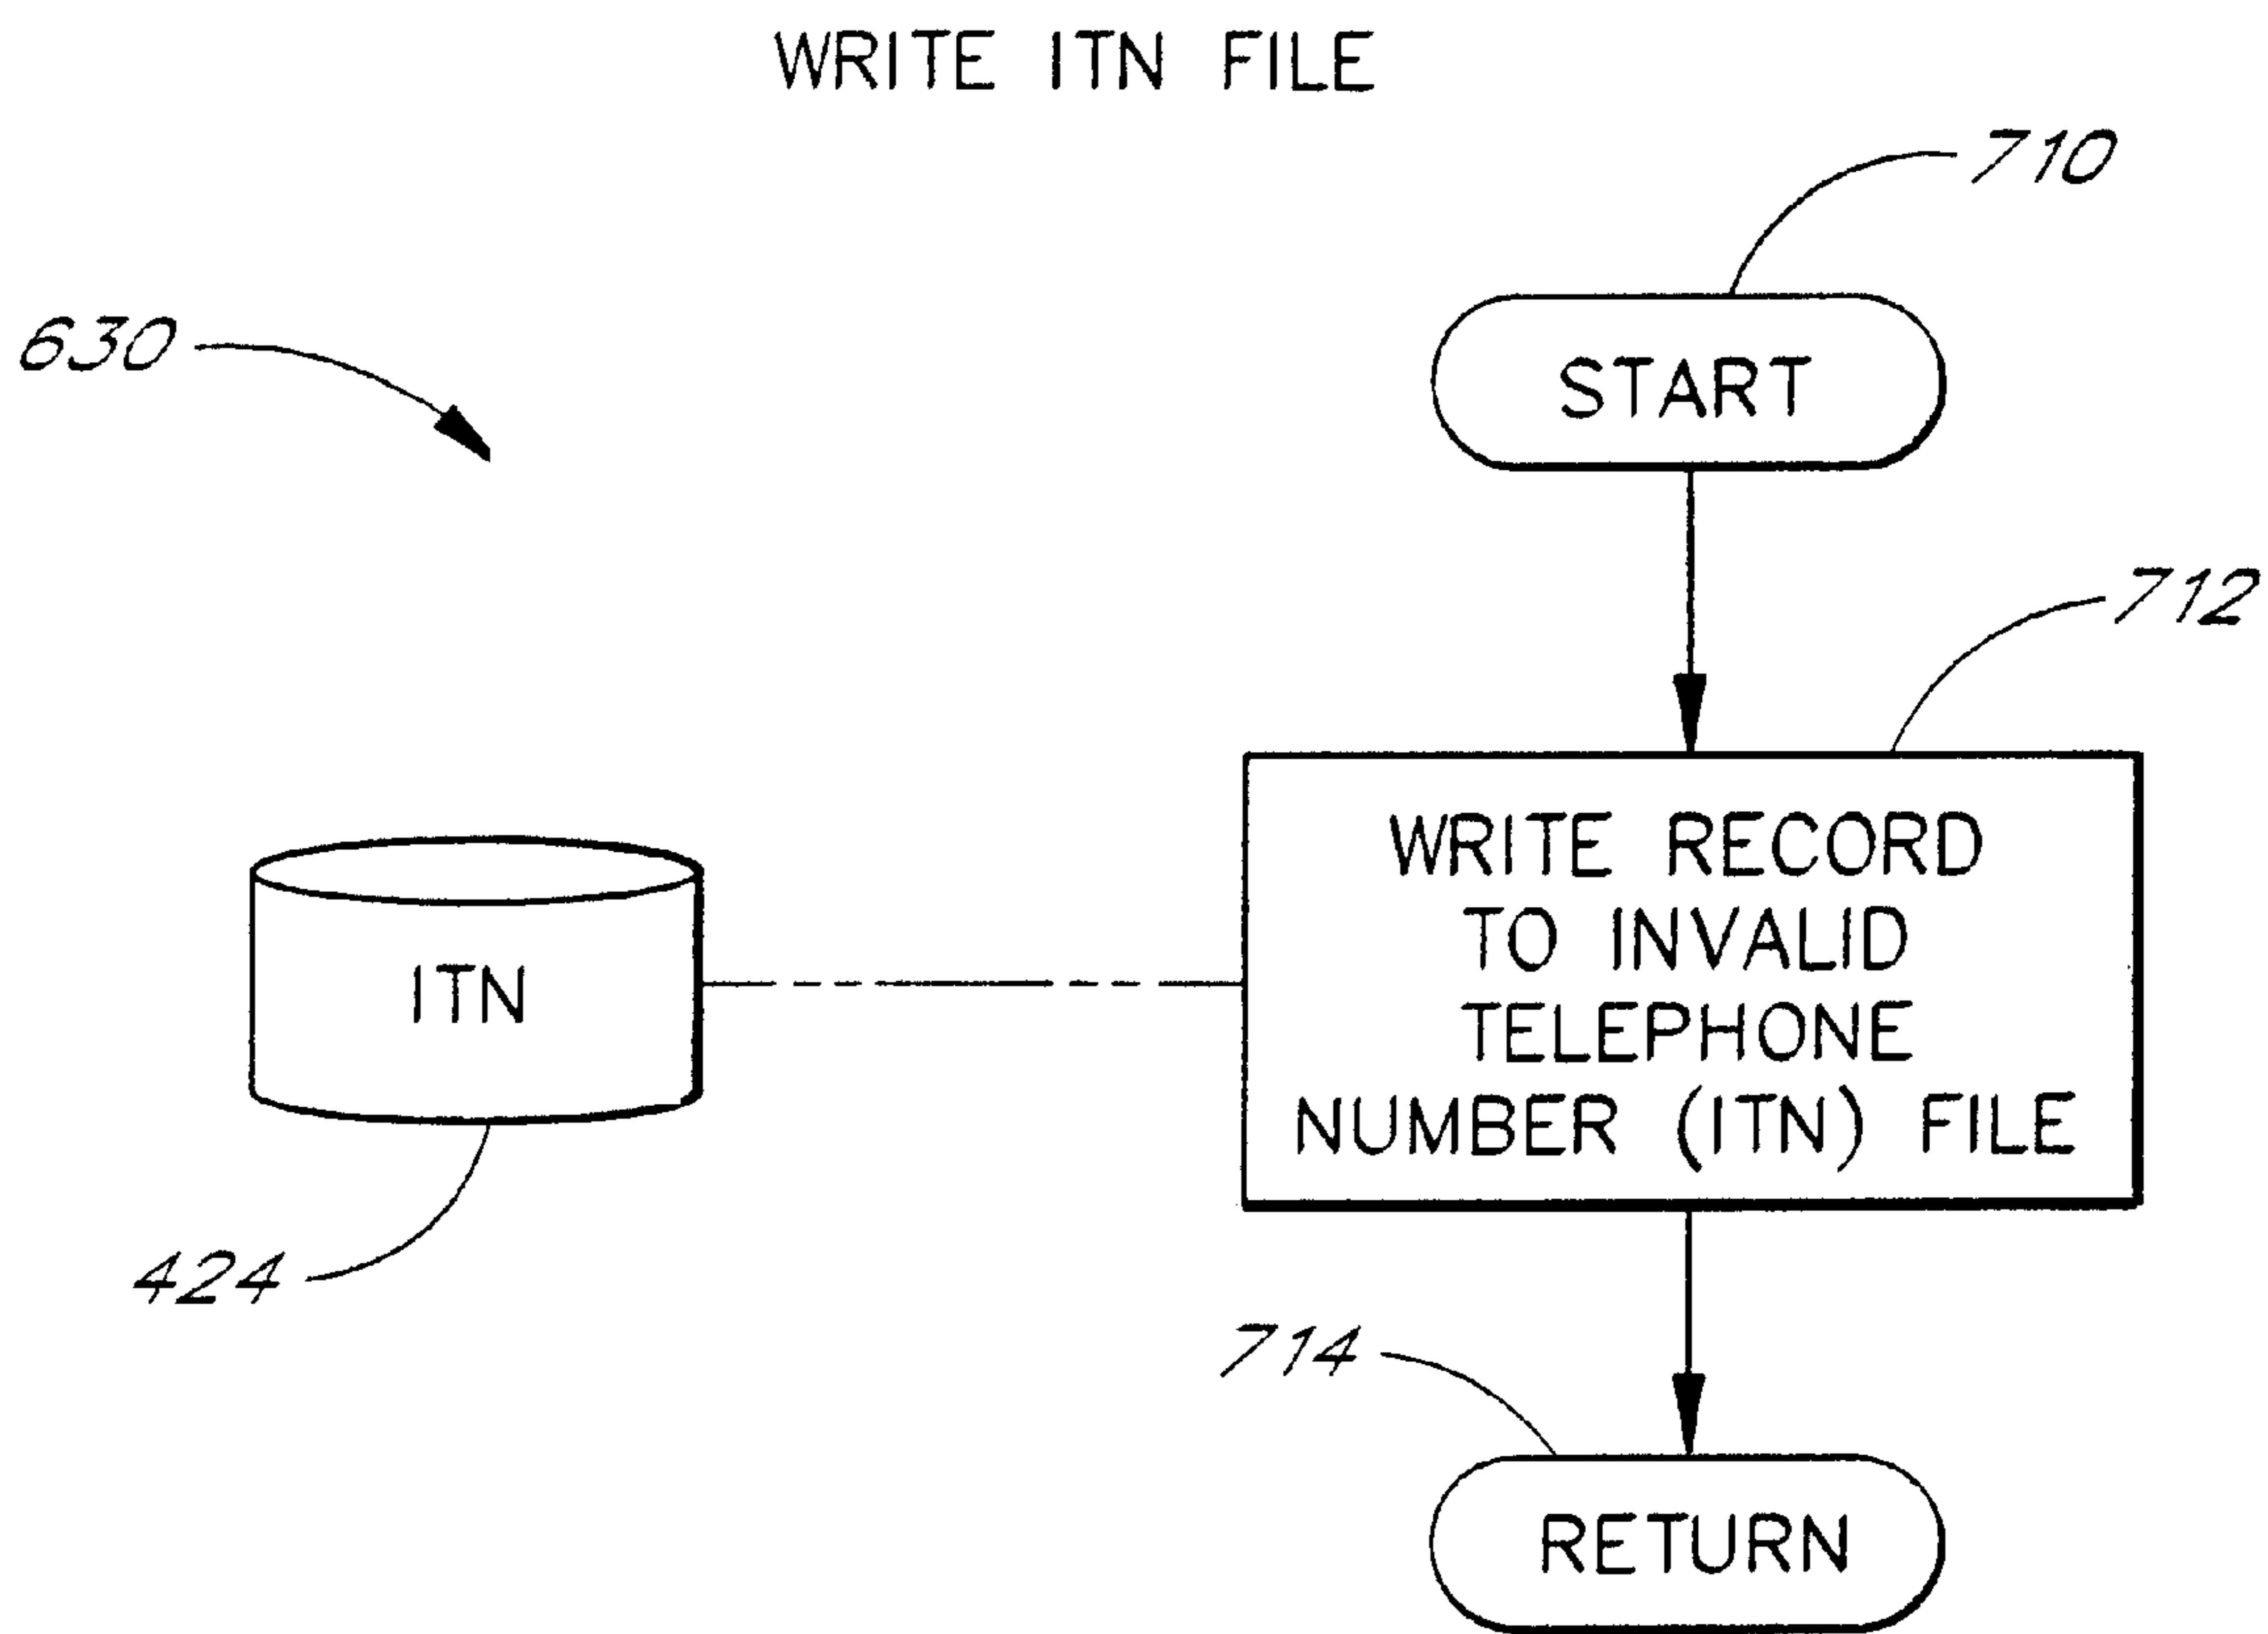 WRITE ITN FILE
710
630
START
712
WRITE RECORD
TO INVALID
TELEPHONE
NUMBER (ITN) FILE
ITN
424
714
RETURN